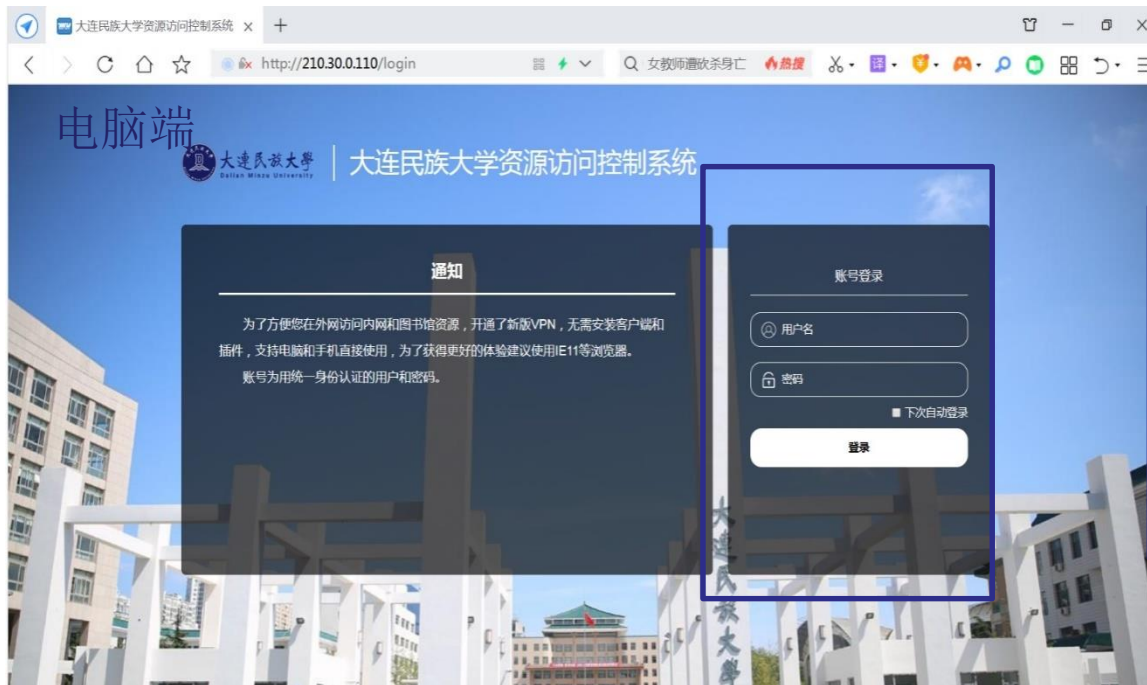 大连民族大学资源访问控制系统
http://210.30.0.110/login
女教师遭砍杀身亡 热搜
译
电脑端
大連民族大學
Dalian Minzu University
大连民族大学资源访问控制系统
通知
为了方便您在外网访问内网和图书馆资源，开通了新版VPN，无需安装客户端和
插件，支持电脑和手机直接使用，为了获得更好的体验建议使用IE11等浏览器。
账号为用统一身份认证的用户和密码。
账号登录
用户名
密码
下次自动登录
登录
大连民族大学